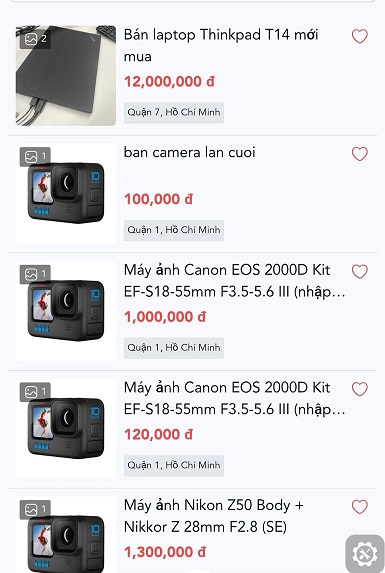 2
Bán laptop Thinkpad T14 mới
mua
12,000,000 đ
Quận 7, Hồ Chí Minh
1
ban camera lan cuoi
100,000 đ
Quận 1, Hồ Chí Minh
10
1
Máy ảnh Canon EOS 2000D Kit
EF-S18-55mm F3.5-5.6 III (nhập...
1,000,000 đ
Quận 1, Hồ Chí Minh
10
1
Máy ảnh Canon EOS 2000D Kit
EF-S18-55mm F3.5-5.6 III (nhập...
120,000 đ
Quận 1, Hồ Chí Minh
10
1
Máy ảnh Nikon Z50 Body +
Nikkor Z 28mm F2.8 (SE)
1,300,000 đ
10